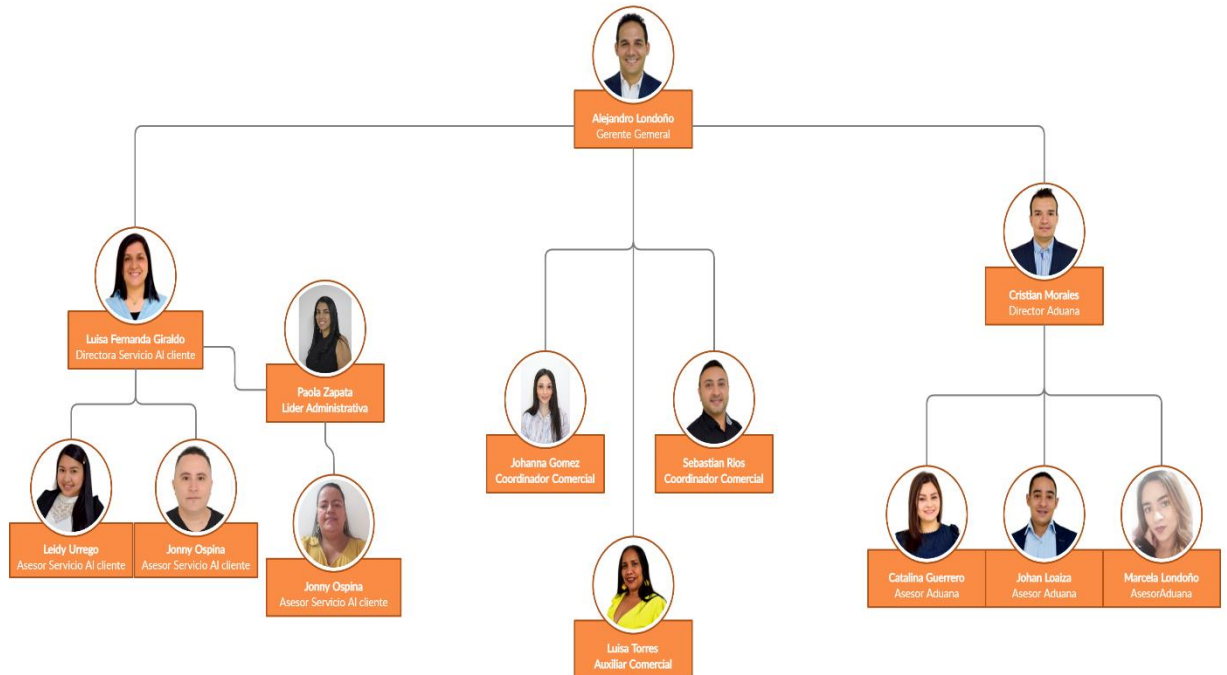 Alejandro Londoño
Gerente Gemeral
Cristian Morales
Director Aduana
Luisa Fernanda Giraldo
Directora Servicio Al cliente
Paola Zapata
Lider Administrativa
Johanna Gomez
Coordinador Comercial
Sebastian Rios
Coordinador Comercial
Leidy Urrego
Asesor Servicio Al cliente
Jonny Ospina
Asesor Servicio Al cliente
Jonny Ospina
Asesor Servicio Al cliente
Catalina Guerrero
Asesor Aduana
Johan Loaiza
Asesor Aduana
Marcela Londoño
AsesorAduana
Luisa Torres
Auxiliar Comercial